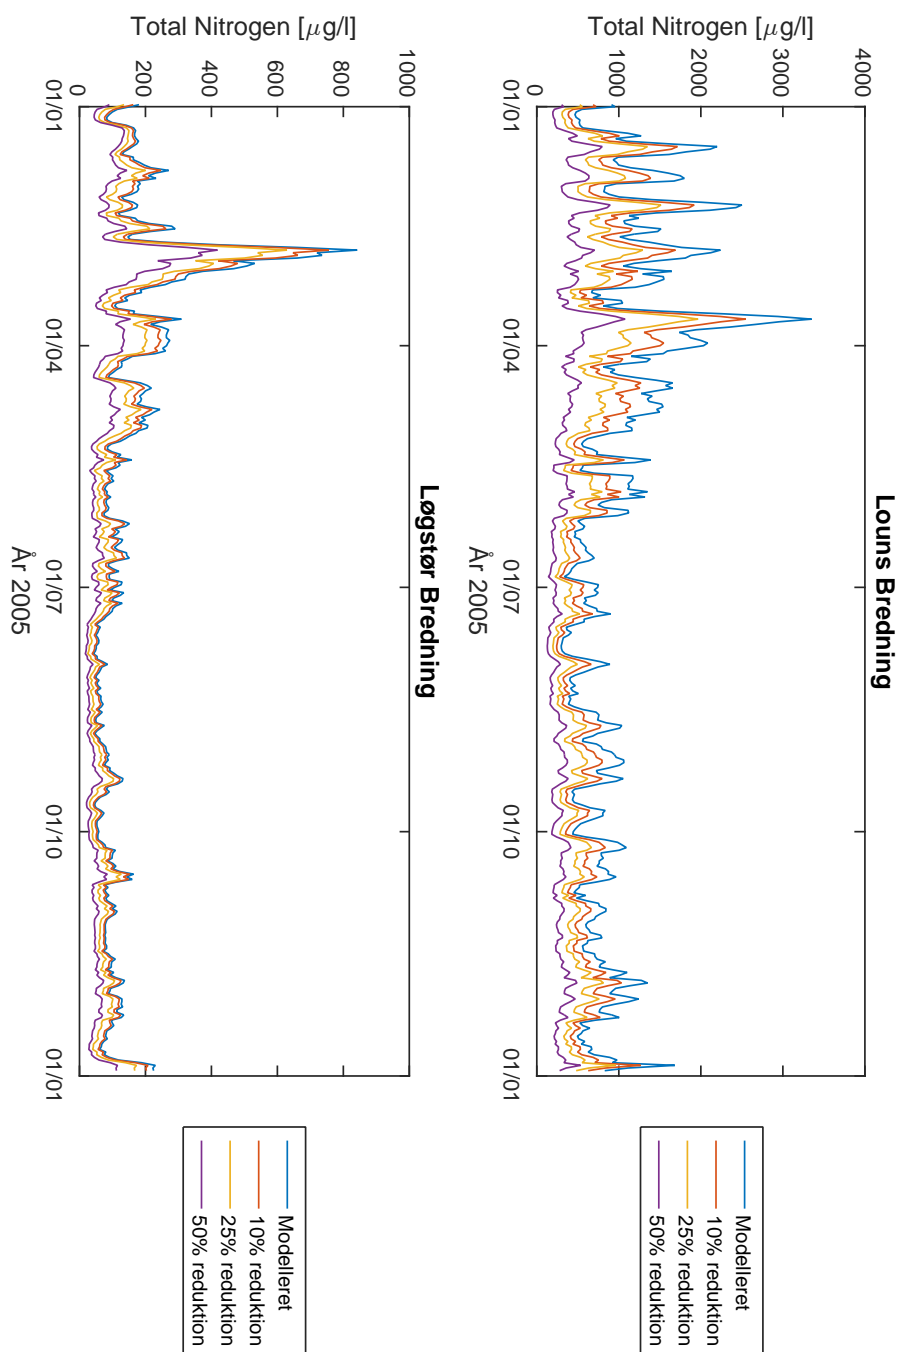 Louns Bredning
Total Nitrogen [μg/l]
4000
3000
2000
1000
0
01/01
01/04
01/07
01/10
01/01
Modelleret
10% reduktion
25% reduktion
50% reduktion
Løgstør Bredning
Total Nitrogen [μg/l]
1000
800
600
400
200
0
01/01
01/04
01/07
01/10
01/01
År 2005
År 2005
Modelleret
10% reduktion
25% reduktion
50% reduktion